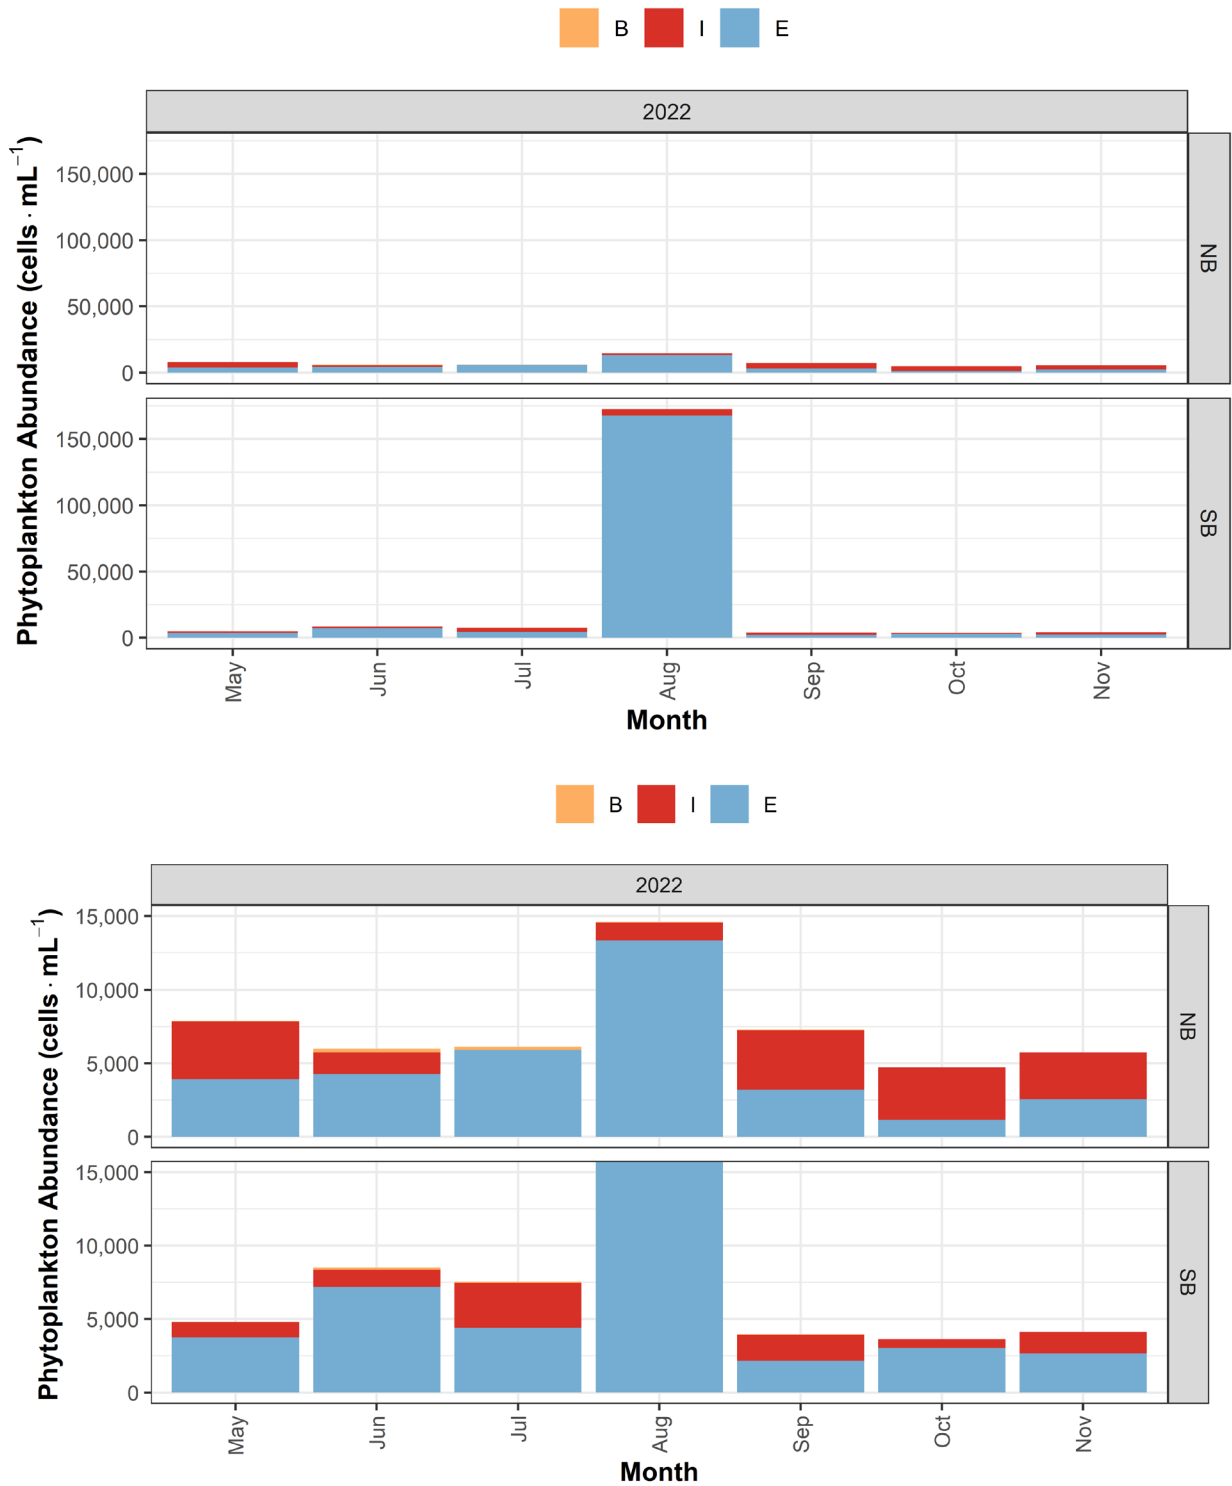 B I E
2022
Phytoplankton Abundance (cells · mL⁻¹)
150,000
100,000
50,000
0
NB
150,000
100,000
50,000
0
SB
May Jun Jul Aug Sep Oct Nov
Month
B I E
2022
Phytoplankton Abundance (cells · mL⁻¹)
15,000
10,000
5,000
0
NB
15,000
10,000
5,000
0
SB
May Jun Jul Aug Sep Oct Nov
Month